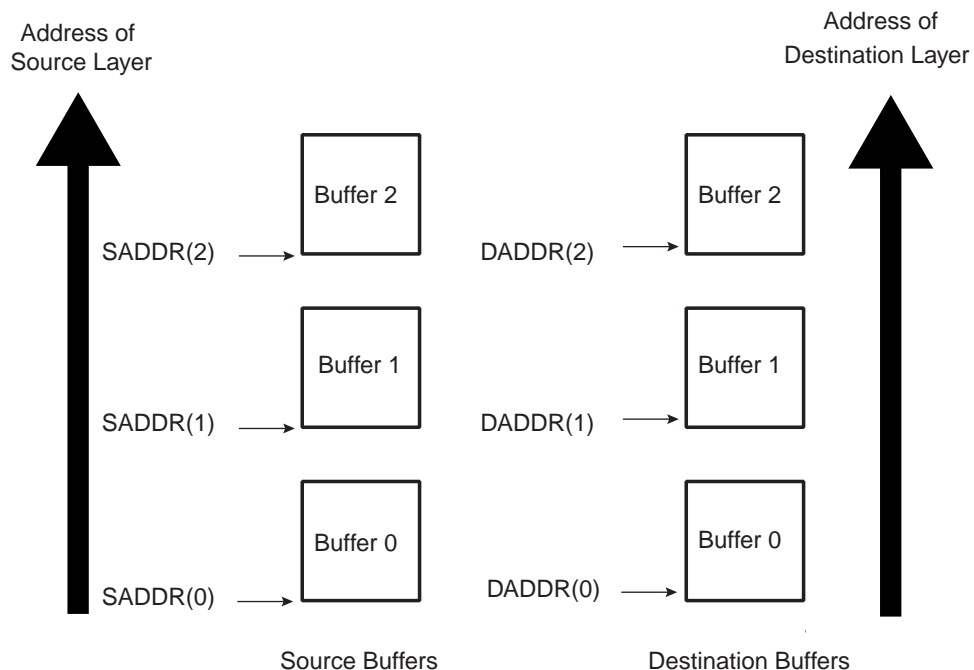 Address of
Source Layer
Address of
Destination Layer
Buffer 2
Buffer 2
SADDR(2)
DADDR(2)
Buffer 1
Buffer 1
SADDR(1)
DADDR(1)
Buffer 0
Buffer 0
SADDR(0)
DADDR(0)
Source Buffers
Destination Buffers